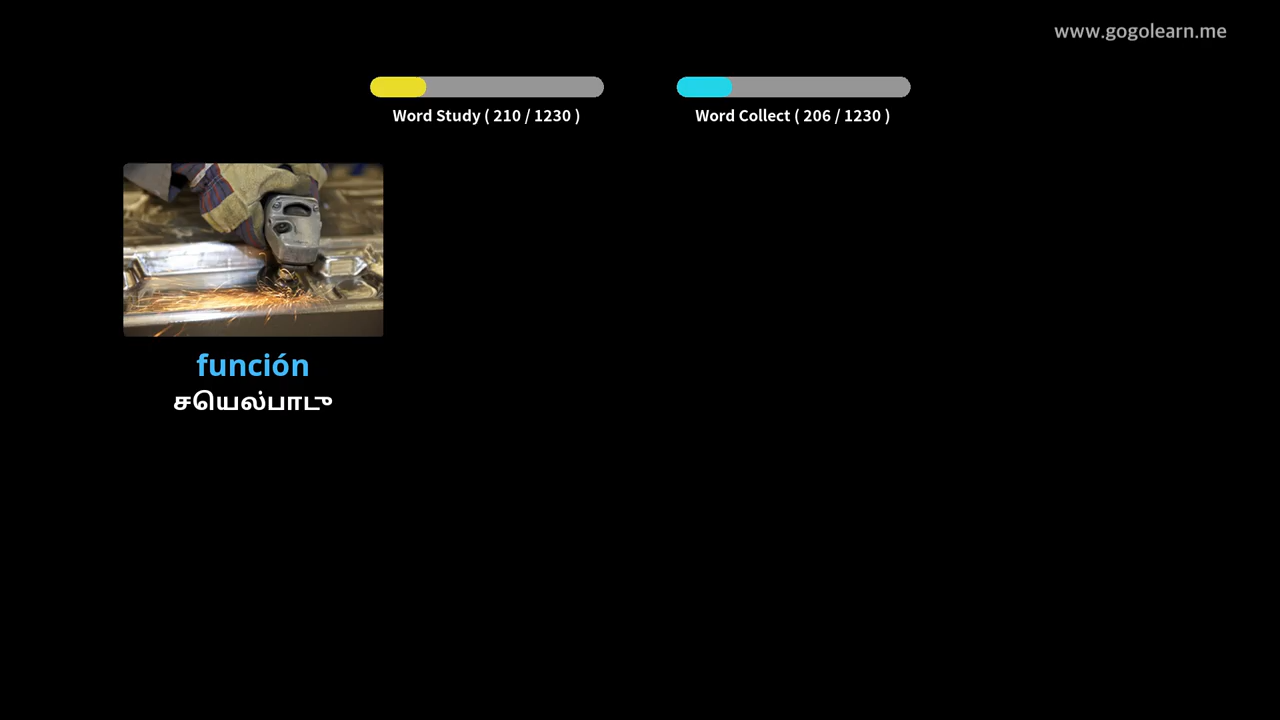 www.gogolearn.me
Word Study ( 210 / 1230 )
Word Collect ( 206 / 1230 )
función
சயெல்பாடு